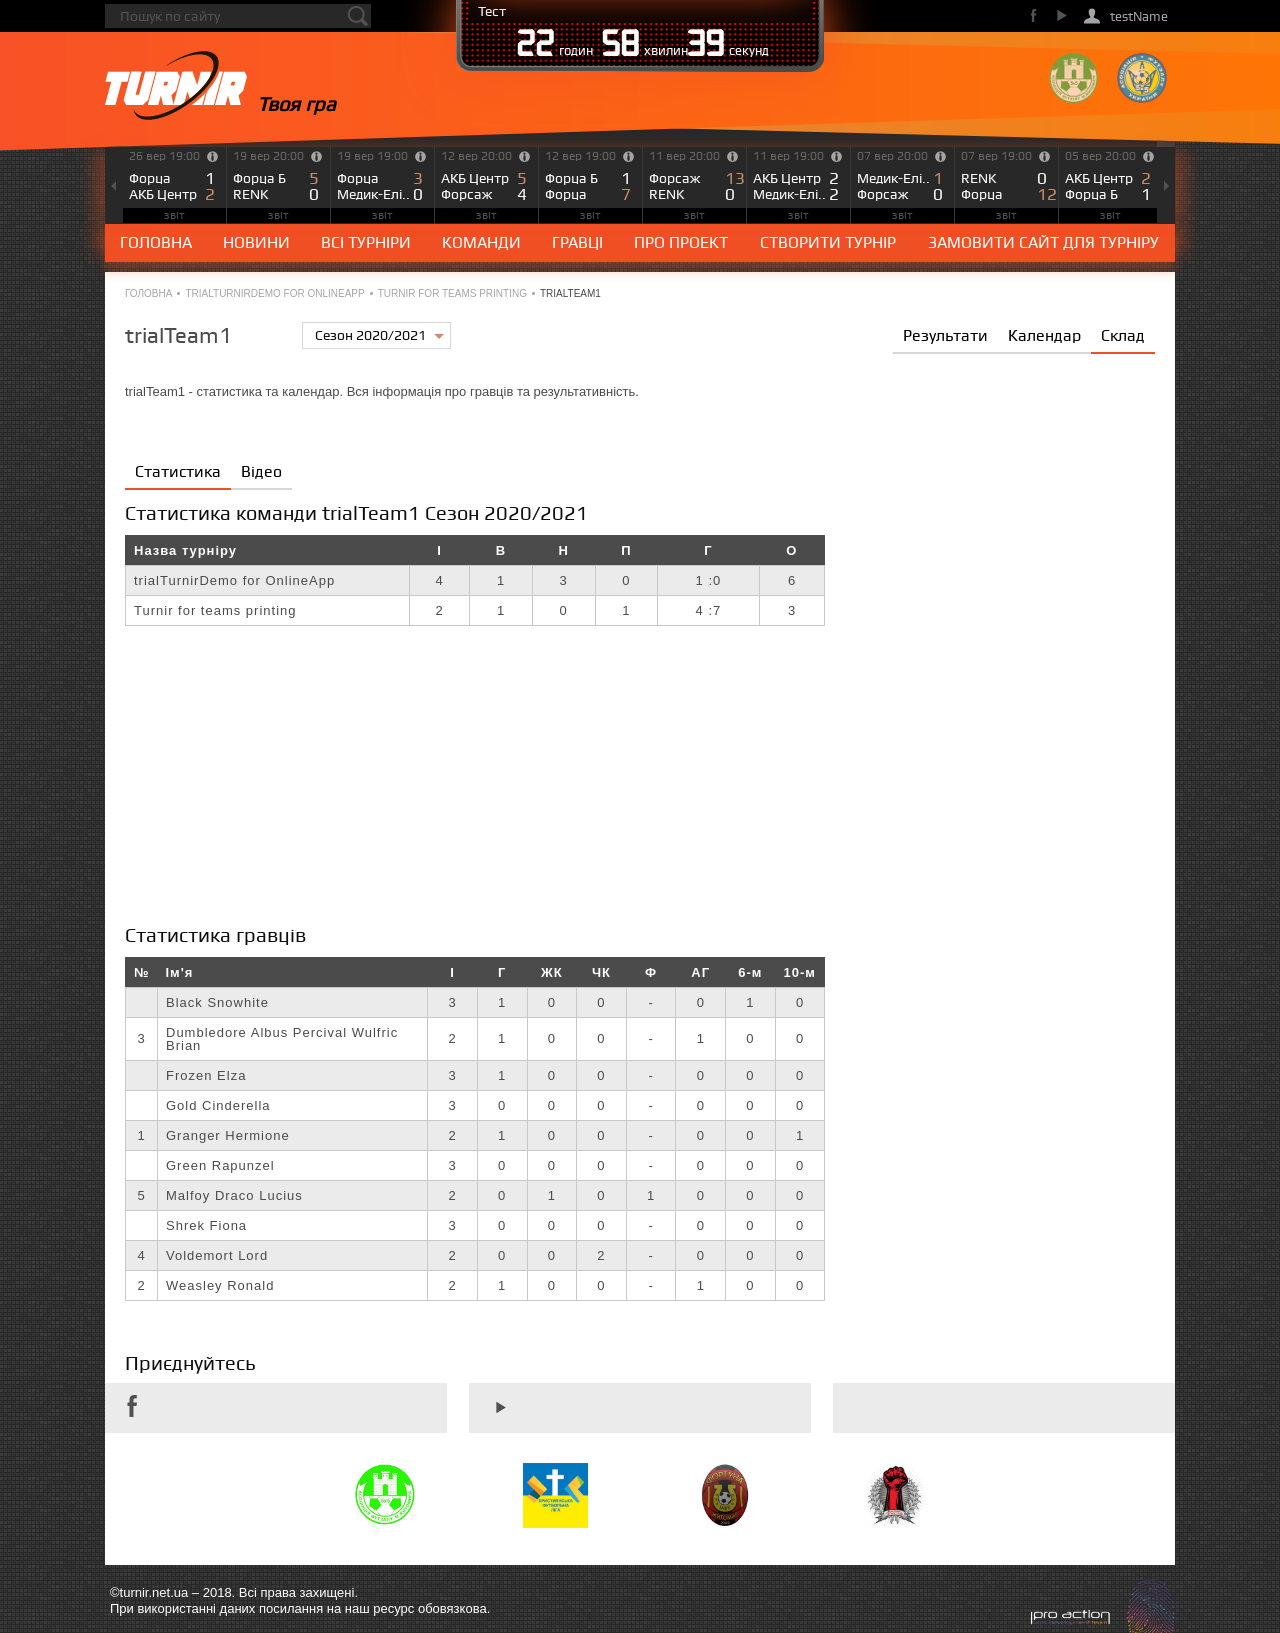 Пошук по сайту
Тест
22 годин 58 хвилин 39 секунд
testName
TURNIR
Твоя гра
26 вер 19:00 19 вер 20:00 19 вер 19:00 12 вер 20:00 12 вер 19:00 11 вер 20:00 11 вер 19:00 07 вер 20:00 07 вер 19:00 05 вер 20:00
Форца 1 Форца Б 5 Форца 3 АКБ Центр 5 Форца Б 1 Форсаж 13 АКБ Центр 2 Медик-Елі.. 1 RENK 0 АКБ Центр 2
АКБ Центр 2 RENK 0 Медик-Елі.. 0 Форсаж 4 Форца 7 RENK 0 Медик-Елі.. 2 Форсаж 0 Форца 12 Форца Б 1
звіт звіт звіт звіт звіт звіт звіт звіт звіт звіт
ГОЛОВНА НОВИНИ ВСІ ТУРНІРИ КОМАНДИ ГРАВЦІ ПРО ПРОЕКТ СТВОРИТИ ТУРНІР ЗАМОВИТИ САЙТ ДЛЯ ТУРНІРУ
ГОЛОВНА • TRIALTURNIRDEMO FOR ONLINEAPP • TURNIR FOR TEAMS PRINTING • TRIALTEAM1
trialTeam1 Сезон 2020/2021 Результати Календар Склад
trialTeam1 - статистика та календар. Вся інформація про гравців та результативність.
Статистика Відео
Статистика команди trialTeam1 Сезон 2020/2021
Назва турніру І В Н П Г О
trialTurnirDemo for OnlineApp 4 1 3 0 1 :0 6
Turnir for teams printing 2 1 0 1 4 :7 3
Статистика гравців
№ Ім'я І Г ЖК ЧК Ф АГ 6-м 10-м
Black Snowhite 3 1 0 0 - 0 1 0
3 Dumbledore Albus Percival Wulfric Brian 2 1 0 0 - 1 0 0
Frozen Elza 3 1 0 0 - 0 0 0
Gold Cinderella 3 0 0 0 - 0 0 0
1 Granger Hermione 2 1 0 0 - 0 0 1
Green Rapunzel 3 0 0 0 - 0 0 0
5 Malfoy Draco Lucius 2 0 1 0 1 0 0 0
Shrek Fiona 3 0 0 0 - 0 0 0
4 Voldemort Lord 2 0 0 2 - 0 0 0
2 Weasley Ronald 2 1 0 0 - 1 0 0
Приєднуйтесь
©turnir.net.ua – 2018. Всі права захищені.
При використанні даних посилання на наш ресурс обовязкова.
pro action